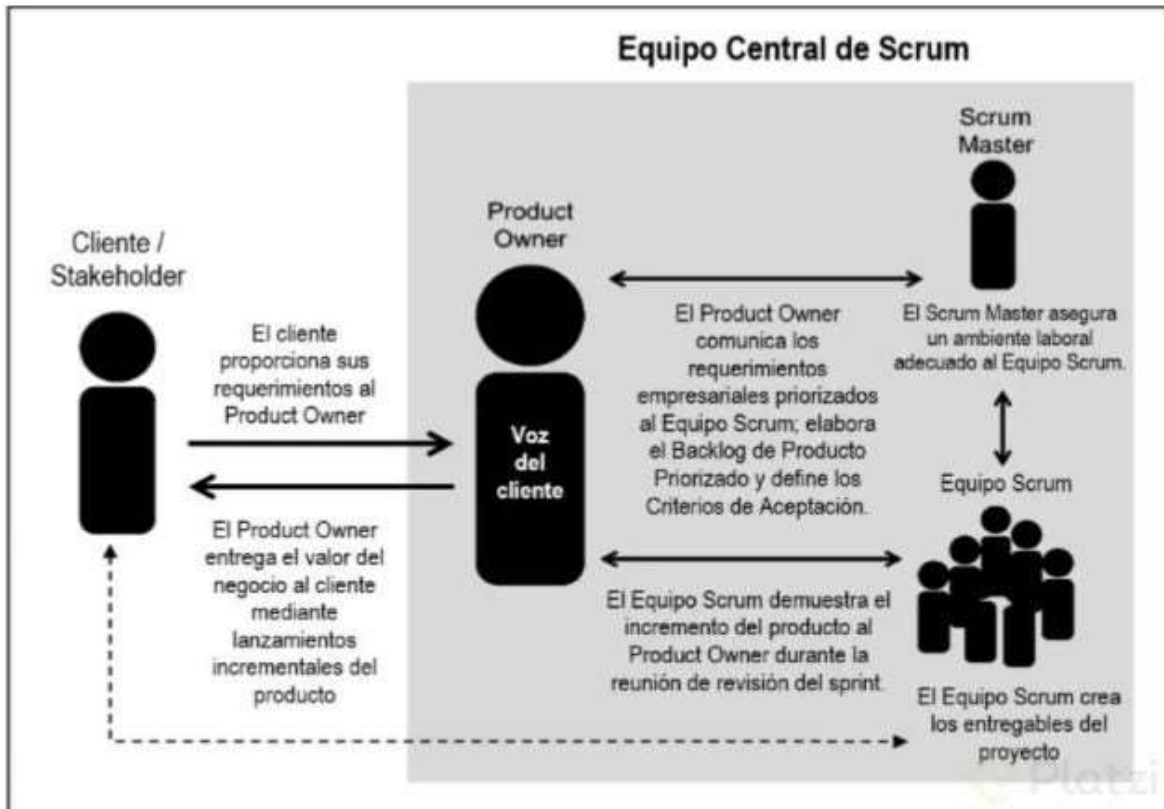 Equipo Central de Scrum
Cliente /
Stakeholder
El cliente
proporciona sus
requerimientos al
Product Owner
El Product Owner
entrega el valor del
negocio al cliente
mediante
lanzamientos
incrementales del
producto
Product
Owner
Voz
del
cliente
El Product Owner
comunica los
requerimientos
empresariales priorizados
al Equipo Scrum; elabora
el Backlog de Producto
Priorizado y define los
Criterios de Aceptación.
El Equipo Scrum demuestra el
incremento del producto al
Product Owner durante la
reunión de revisión del sprint.
Scrum
Master
El Scrum Master asegura
un ambiente laboral
adecuado al Equipo Scrum.
Equipo Scrum
El Equipo Scrum crea
los entregables del
proyecto
Platzi